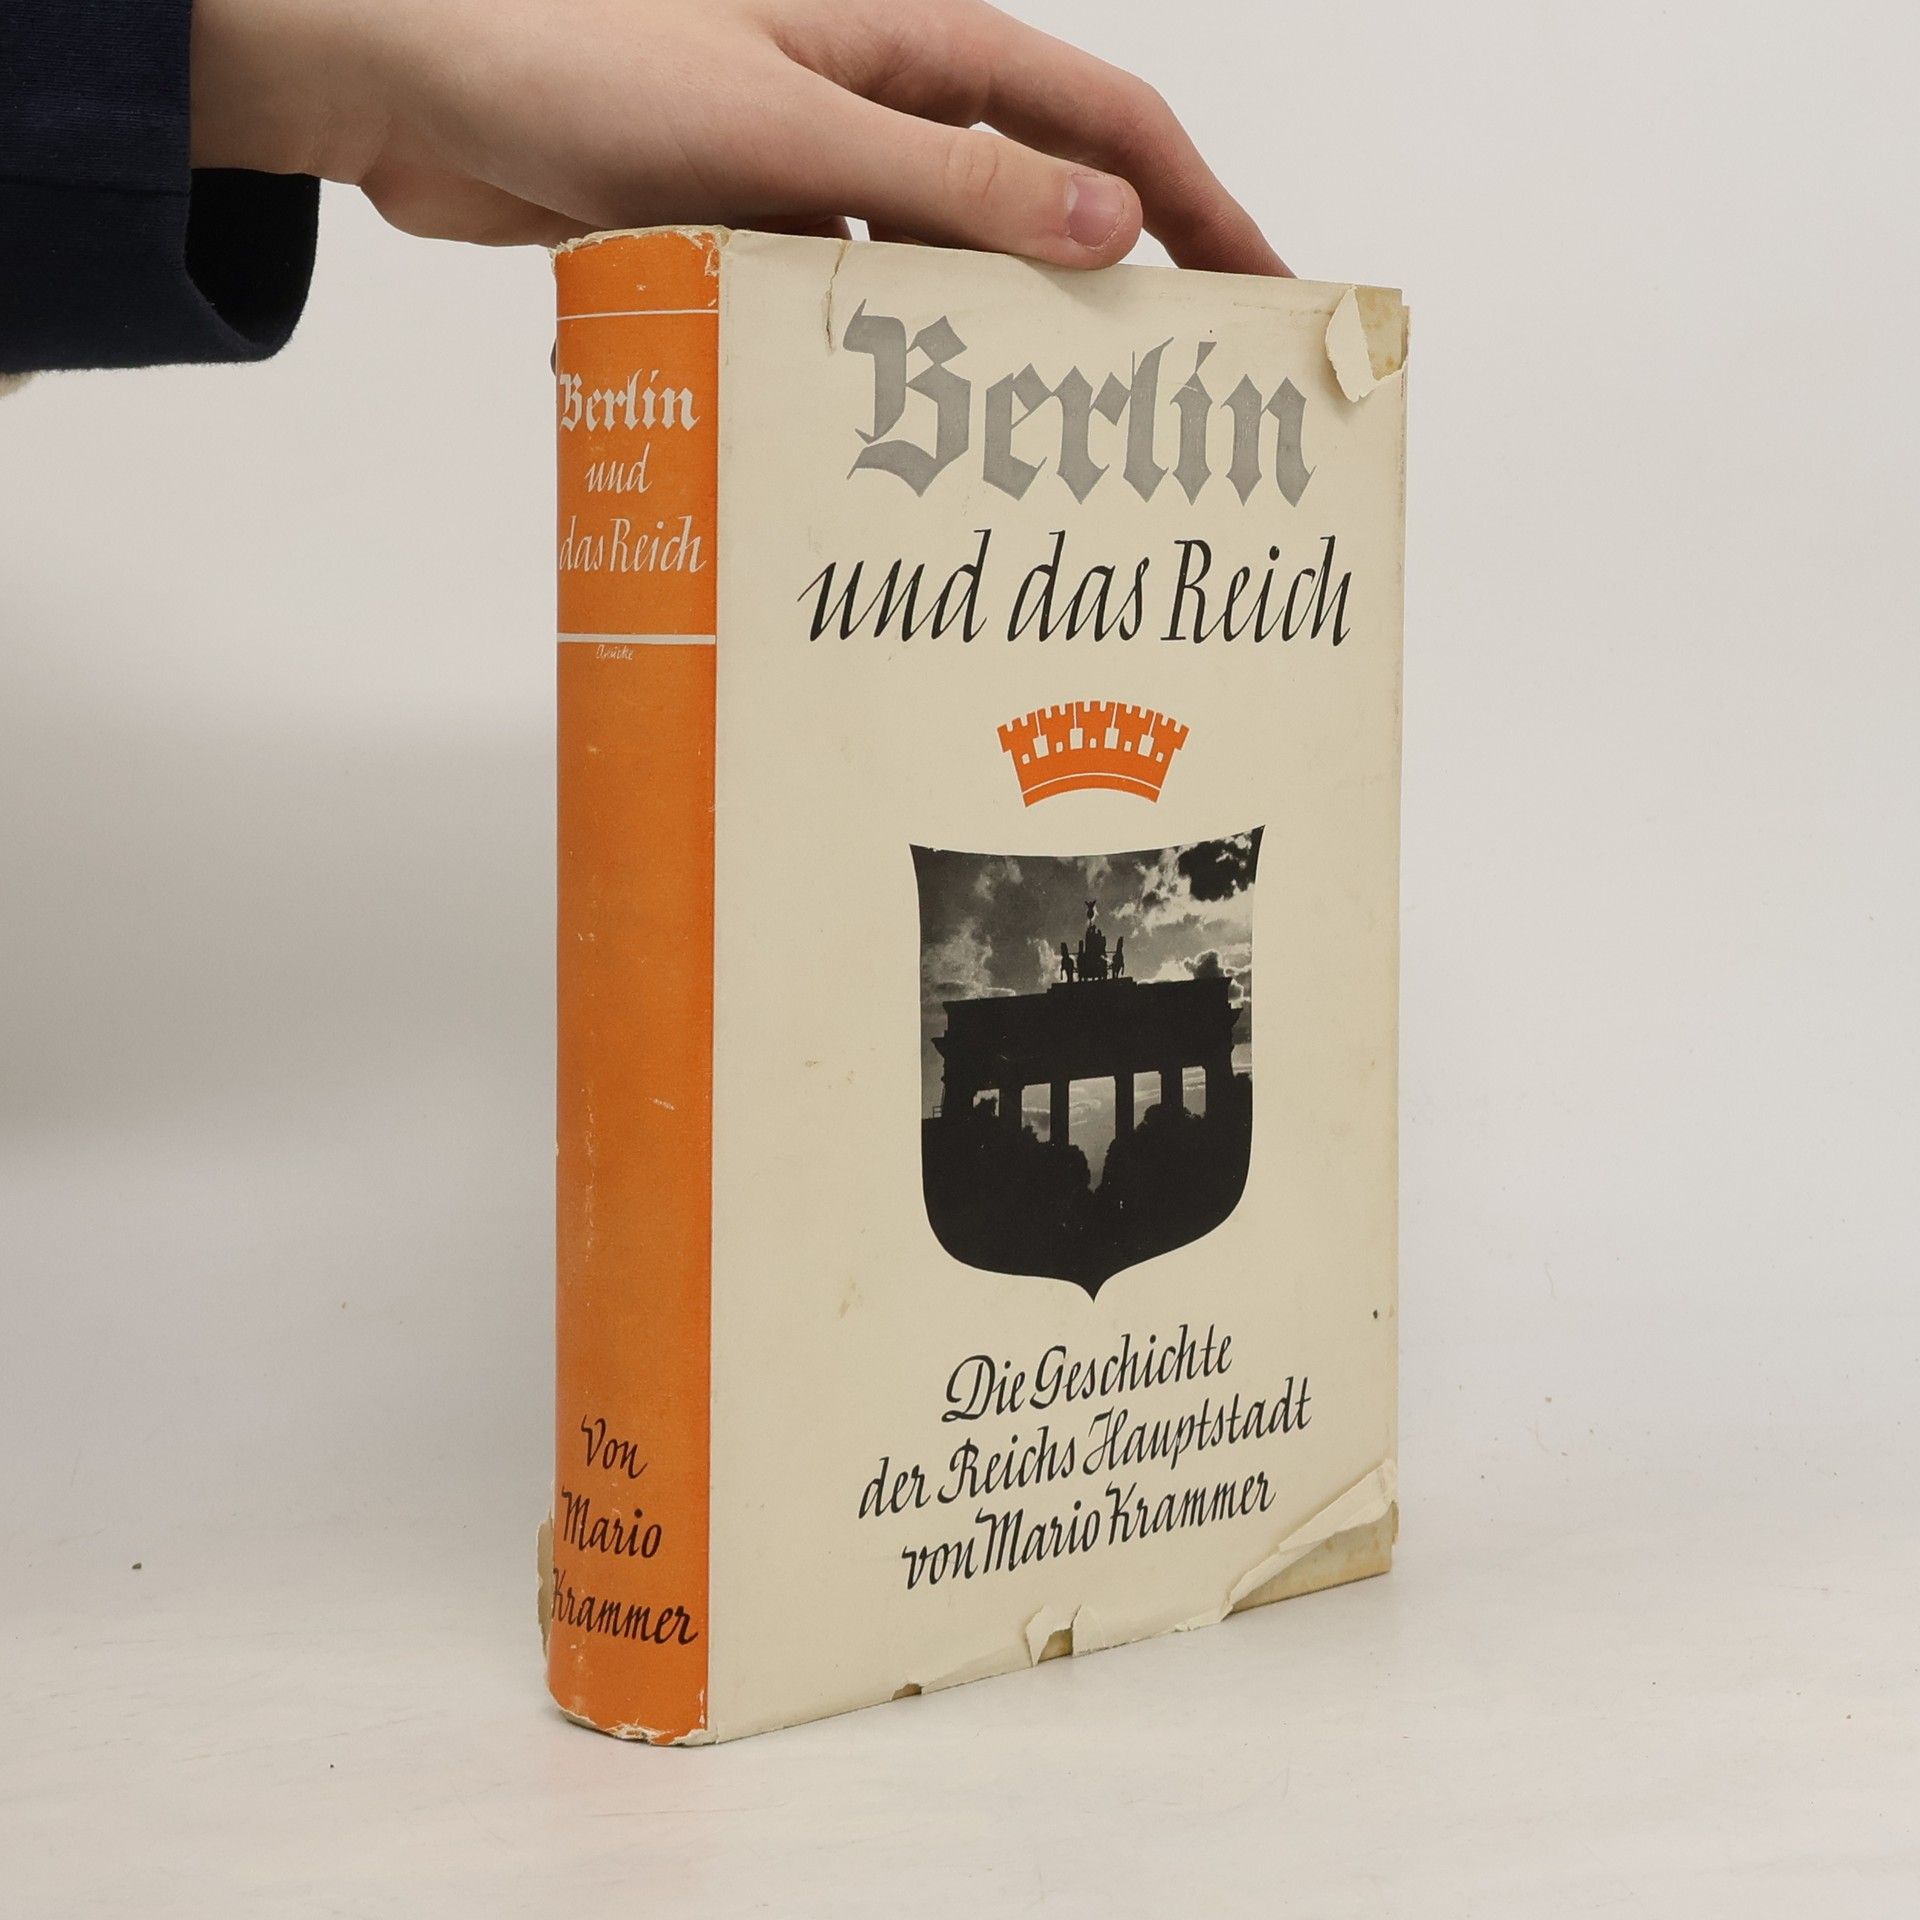 Berlin
und
das Reich
Von
Mario
Krammer
Berlin
und das Reich
Die Geschichte
der Reichs Hauptstadt
von Mario Krammer